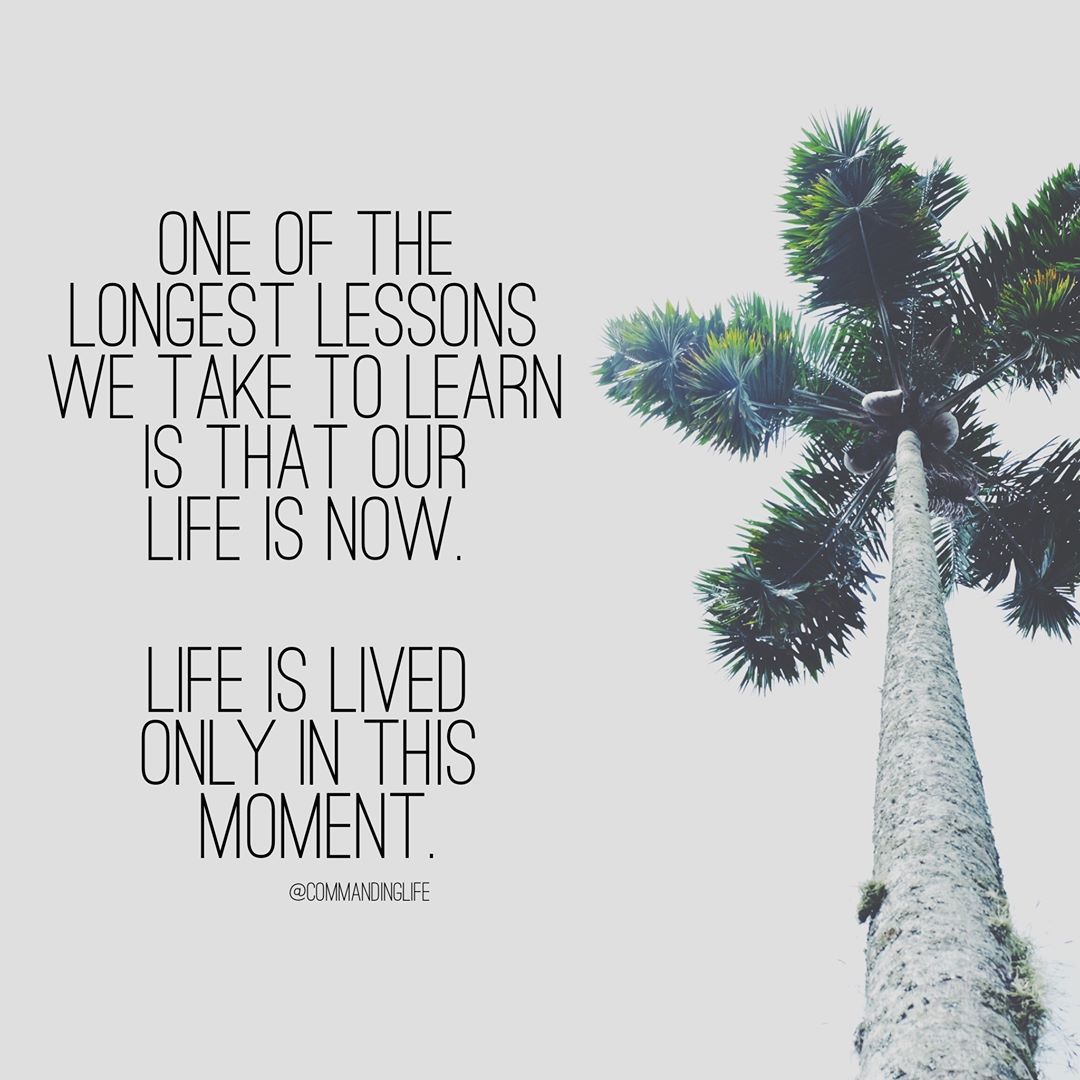 ONE OF THE
LONGEST LESSONS
WE TAKE TO LEARN
IS THAT OUR
LIFE IS NOW.
LIFE IS LIVED
ONLY IN THIS
MOMENT.
@COMMANDINGLIFE